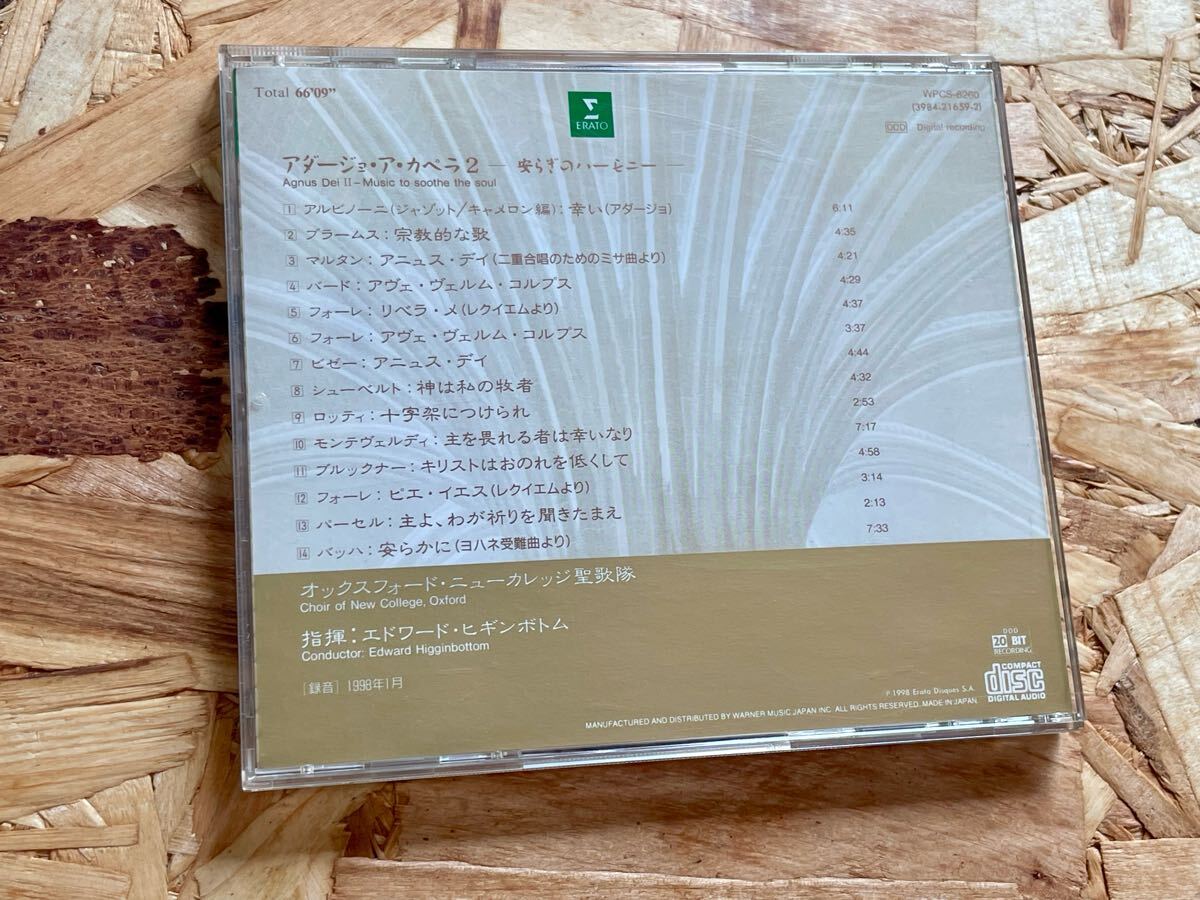 Total 66'09"
Σ
ERATO
WPCS-6260
(3984-21659-2)
DDD Digital recording
アダージョ・ア・カペラ2 ― 安らぎのハーモニー ―
Agnus Dei II – Music to soothe the soul
1 アルビノーニ(ジャゾット/キャメロン編):幸い(アダージョ) 6:11
2 ブラームス:宗教的な歌 4:35
3 マルタン:アニュス・デイ(二重合唱のためのミサ曲より) 4:21
4 バード:アヴェ・ヴェルム・コルプス 4:29
5 フォーレ:リベラ・メ(レクイエムより) 4:37
6 フォーレ:アヴェ・ヴェルム・コルプス 3:37
7 ビゼー:アニュス・デイ 4:44
8 シューベルト:神は私の牧者 4:32
9 ロッティ:十字架につけられ 2:53
10 モンテヴェルディ:主を畏れる者は幸いなり 7:17
11 ブルックナー:キリストはおのれを低くして 4:58
12 フォーレ:ピエ・イエス(レクイエムより) 3:14
13 パーセル:主よ、わが祈りを聞きたまえ 2:13
14 バッハ:安らかに(ヨハネ受難曲より) 7:33
オックスフォード・ニューカレッジ聖歌隊
Choir of New College, Oxford
指揮:エドワード・ヒギンボトム
Conductor: Edward Higginbottom
[録音] 1998年1月
DDD
20 BIT
RECORDING
COMPACT
disc
DIGITAL AUDIO
℗ 1998 Erato Disques S.A.
MANUFACTURED AND DISTRIBUTED BY WARNER MUSIC JAPAN INC. ALL RIGHTS RESERVED. MADE IN JAPAN.